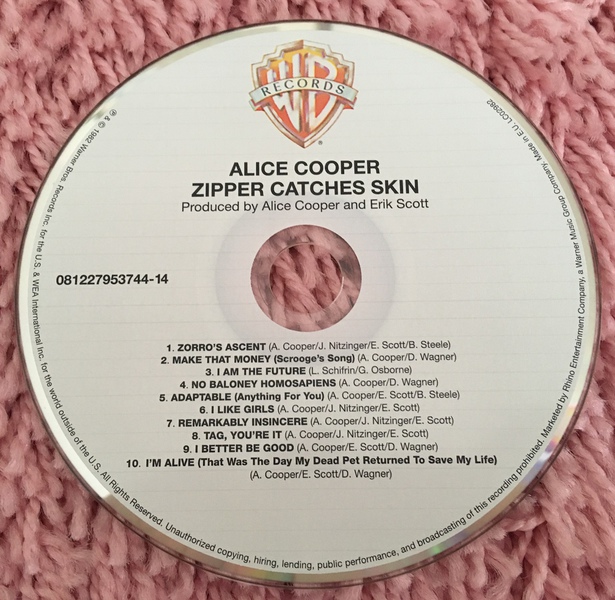 WB
RECORDS
®
ALICE COOPER
ZIPPER CATCHES SKIN
Produced by Alice Cooper and Erik Scott
081227953744-14
1. ZORRO'S ASCENT (A. Cooper/J. Nitzinger/E. Scott/B. Steele)
2. MAKE THAT MONEY (Scrooge's Song) (A. Cooper/D. Wagner)
3. I AM THE FUTURE (L. Schifrin/G. Osborne)
4. NO BALONEY HOMOSAPIENS (A. Cooper/D. Wagner)
5. ADAPTABLE (Anything For You) (A. Cooper/E. Scott/B. Steele)
6. I LIKE GIRLS (A. Cooper/J. Nitzinger/E. Scott)
7. REMARKABLY INSINCERE (A. Cooper/J. Nitzinger/E. Scott)
8. TAG, YOU'RE IT (A. Cooper/J. Nitzinger/E. Scott)
9. I BETTER BE GOOD (A. Cooper/E. Scott/D. Wagner)
10. I'M ALIVE (That Was The Day My Dead Pet Returned To Save My Life)
(A. Cooper/E. Scott/D. Wagner)
℗ & © 1982 Warner Bros. Records Inc. for the U.S. & WEA International Inc. for the world outside of the U.S. All Rights Reserved. Unauthorized copying, hiring, lending, public performance, and broadcasting of this recording prohibited. Marketed by Rhino Entertainment Company, a Warner Music Group Company. Made in E.U. LC02982